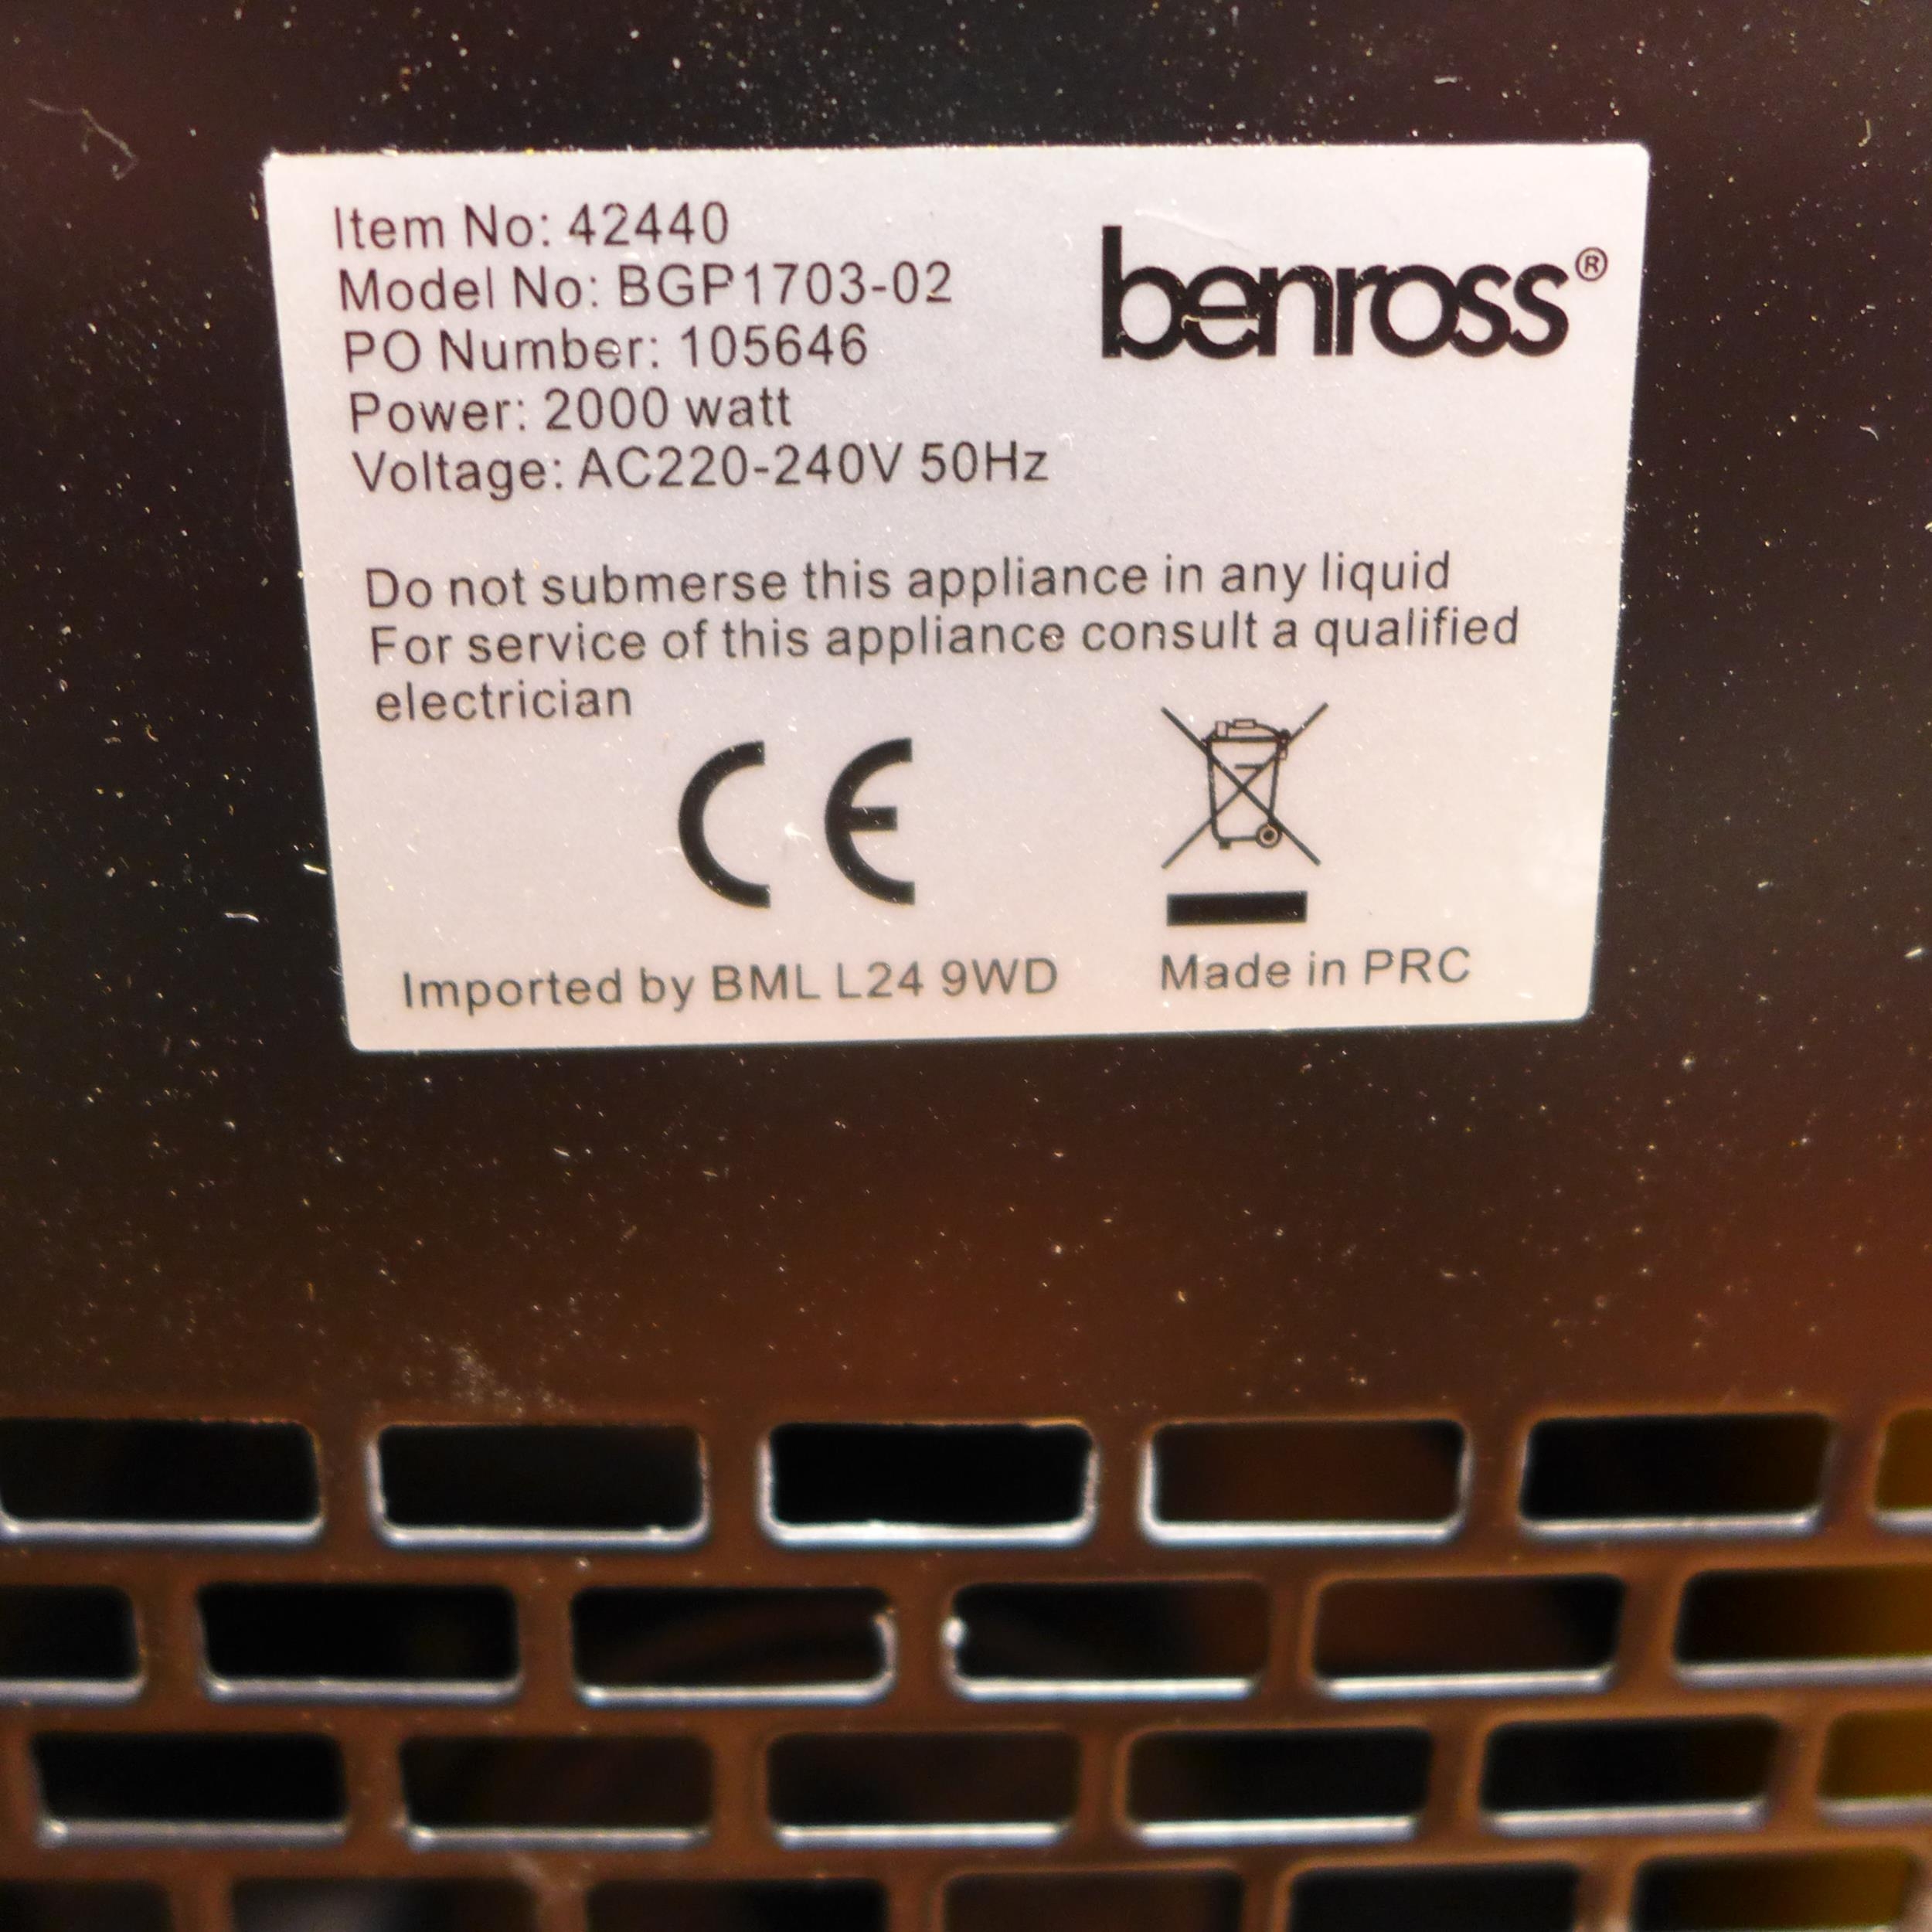 Item No: 42440
Model No: BGP1703-02
PO Number: 105646
Power: 2000 watt
Voltage: AC220-240V 50Hz
benross®
Do not submerse this appliance in any liquid
For service of this appliance consult a qualified
electrician
CE
Imported by BML L24 9WD
Made in PRC